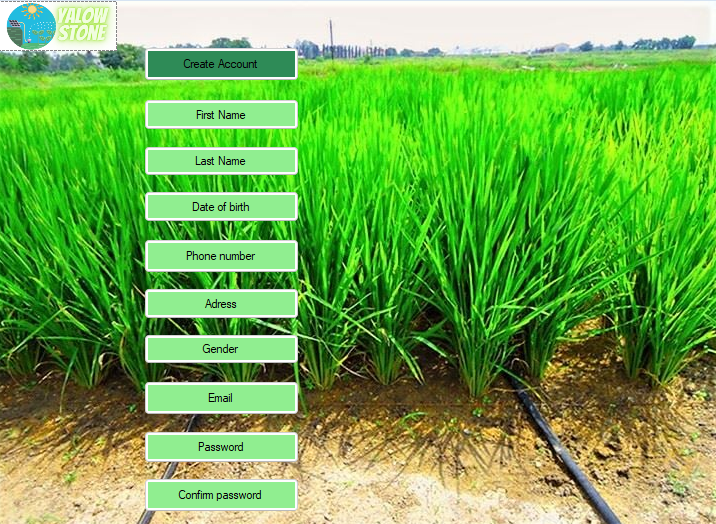 YALOW
STONE
Create Account
First Name
Last Name
Date of birth
Phone number
Adress
Gender
Email
Password
Confirm password